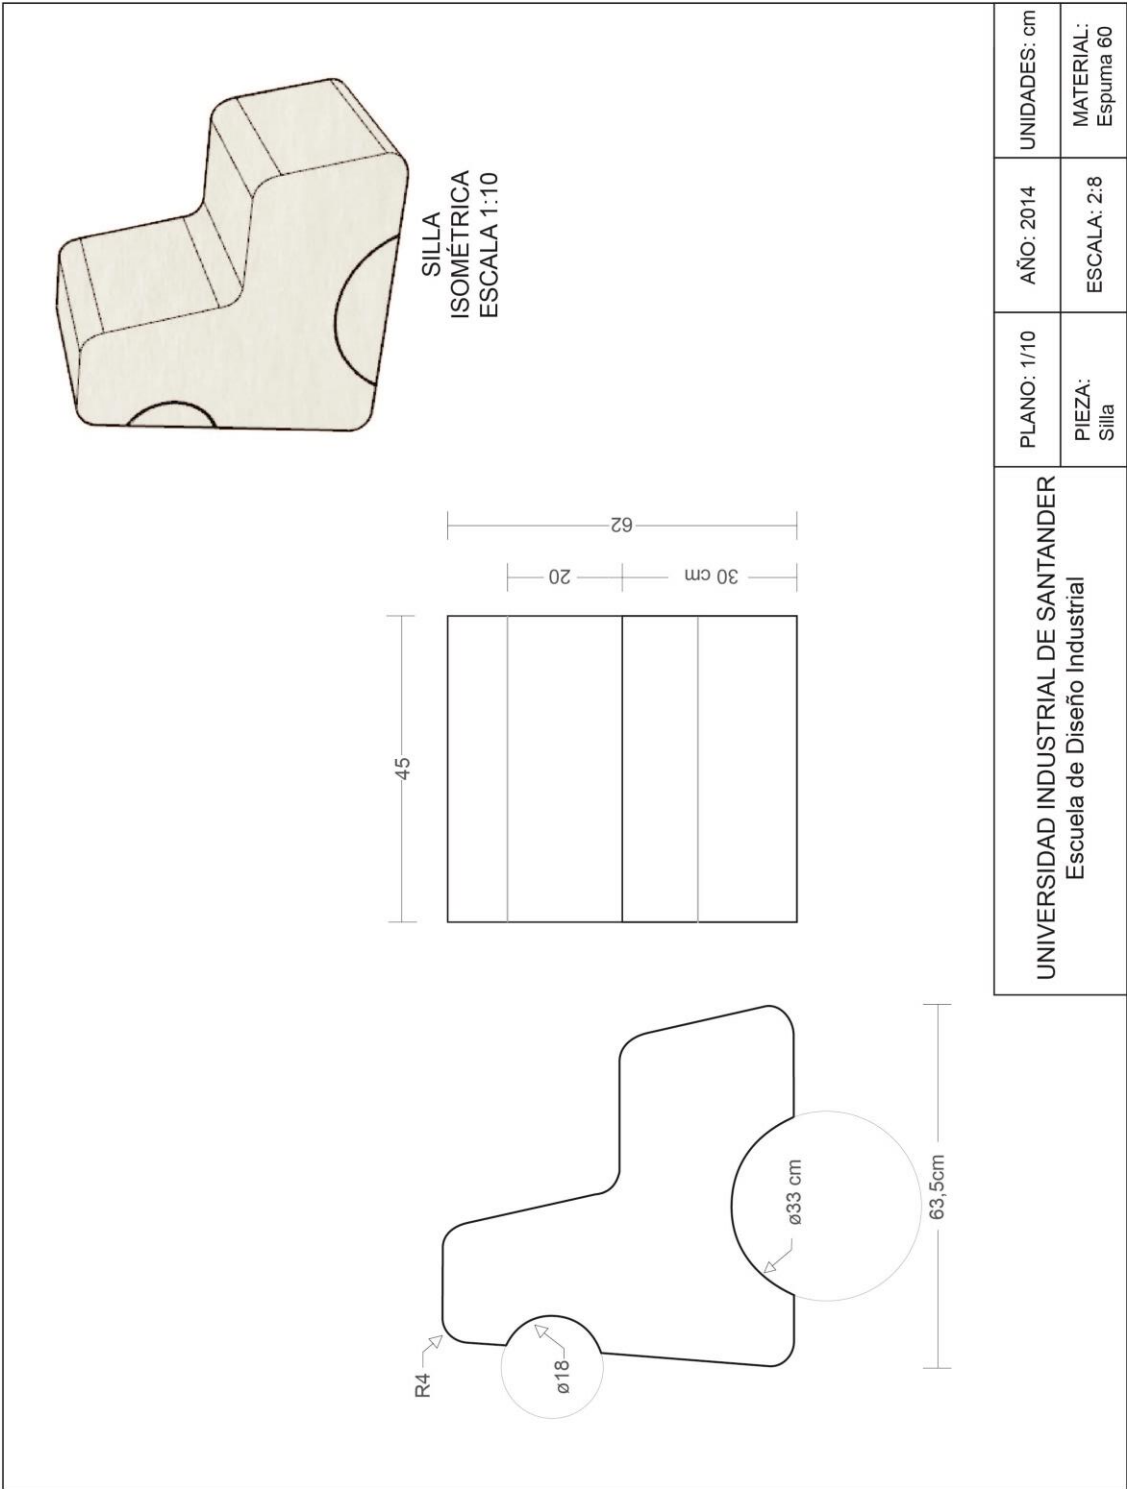 R4
ø18
ø33 cm
63,5cm
45
20
30 cm
62
SILLA
ISOMÉTRICA
ESCALA 1:10
UNIVERSIDAD INDUSTRIAL DE SANTANDER
Escuela de Diseño Industrial
PLANO: 1/10
AÑO: 2014
UNIDADES: cm
PIEZA:
Silla
ESCALA: 2:8
MATERIAL:
Espuma 60